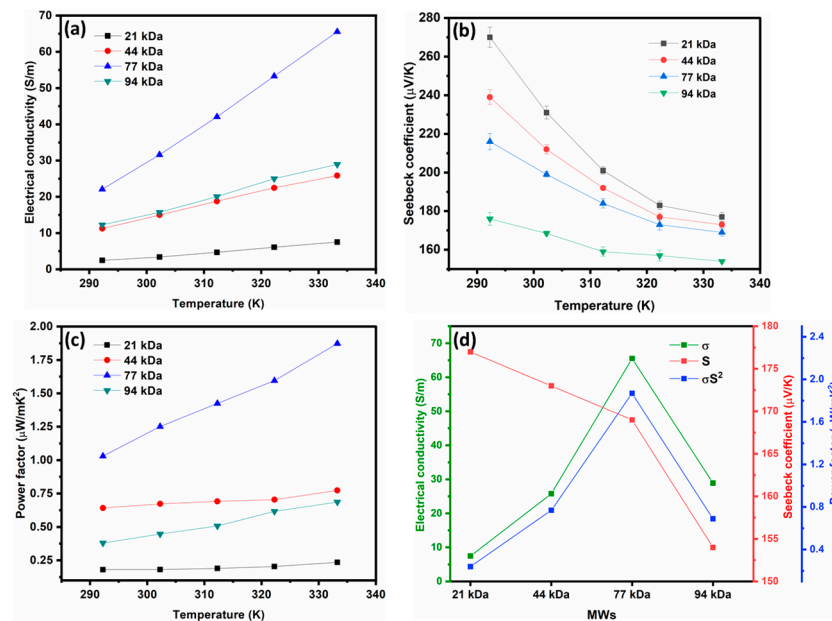 (a)
21 kDa
44 kDa
77 kDa
94 kDa
Electrical conductivity (S/m)
70
60
50
40
30
20
10
0
290 300 310 320 330 340
Temperature (K)
(b)
21 kDa
44 kDa
77 kDa
94 kDa
Seebeck coefficient (μV/K)
280
260
240
220
200
180
160
290 300 310 320 330 340
Temperature (K)
(c)
21 kDa
44 kDa
77 kDa
94 kDa
Power factor (μW/mK²)
2.00
1.75
1.50
1.25
1.00
0.75
0.50
0.25
290 300 310 320 330 340
Temperature (K)
(d)
σ
S
σS²
Electrical conductivity (S/m)
70
60
50
40
30
20
10
0
21 kDa 44 kDa 77 kDa 94 kDa
MWs
180
175
170
165
160
155
150
Seebeck coefficient (μV/K)
2.4
2.0
1.6
1.2
0.8
0.4